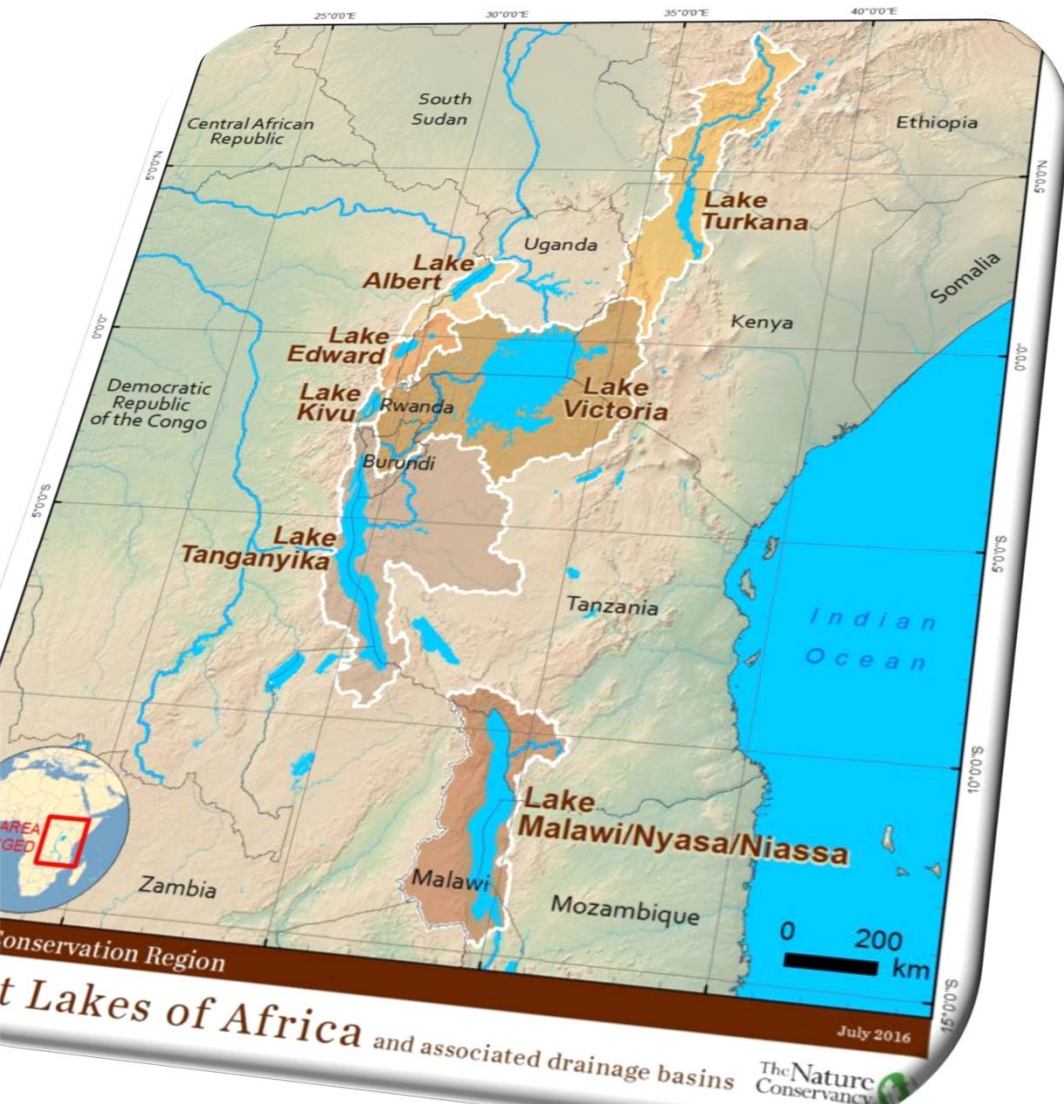 25°0'0"E
30°0'0"E
35°0'0"E
40°0'0"E
South
Sudan
Central African
Republic
Ethiopia
5°0'0"N
5°0'0"N
Lake
Turkana
Uganda
Lake
Albert
Somalia
Kenya
0°0'0"
0°0'0"
Lake
Edward
Lake
Victoria
Lake
Kivu
Rwanda
Democratic
Republic
of the Congo
Burundi
5°0'0"S
5°0'0"S
Lake
Tanganyika
Tanzania
Indian
Ocean
10°0'0"S
Lake
Malawi/Nyasa/Niassa
AREA
GED
Malawi
Zambia
Mozambique
0 200
km
15°0'0"S
Conservation Region
July 2016
t Lakes of Africa and associated drainage basins
The Nature
Conservancy